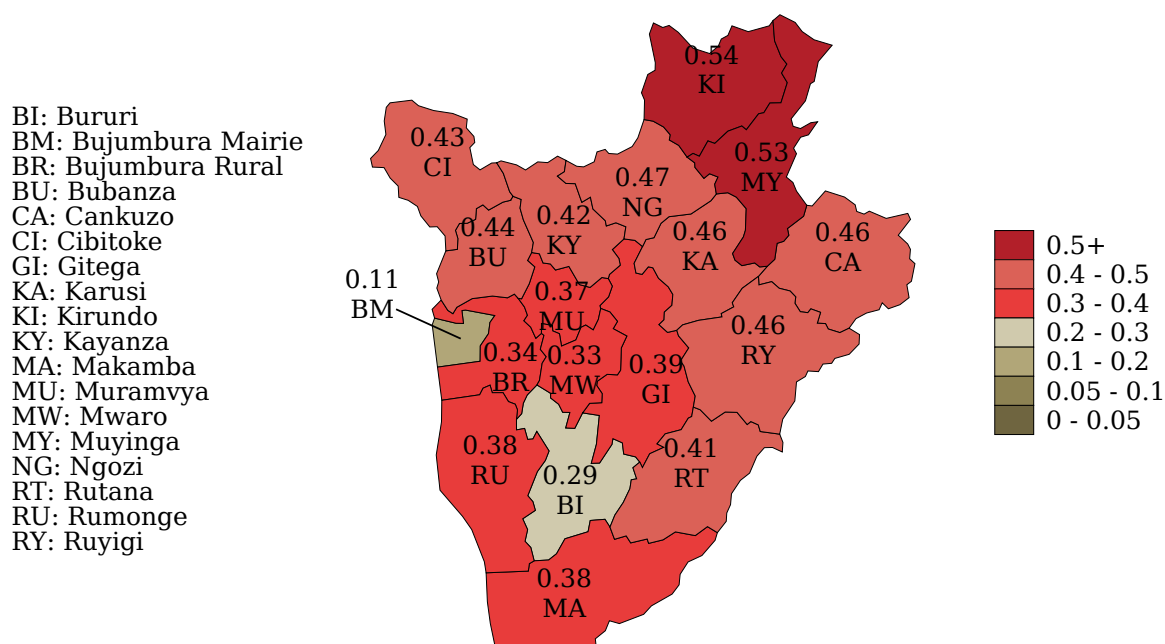 BI: Bururi
BM: Bujumbura Mairie
BR: Bujumbura Rural
BU: Bubanza
CA: Cankuzo
CI: Cibitoke
GI: Gitega
KA: Karusi
KI: Kirundo
KY: Kayanza
MA: Makamba
MU: Muramvya
MW: Mwaro
MY: Muyinga
NG: Ngozi
RT: Rutana
RU: Rumonge
RY: Ruyigi
0.54
KI
0.43
CI
0.53
MY
0.47
NG
0.42
KY
0.44
BU
0.46
KA
0.46
CA
0.11
BM
0.37
MU
0.46
RY
0.34
BR
0.33
MW
0.39
GI
0.38
RU
0.41
RT
0.29
BI
0.38
MA
0.5+
0.4 - 0.5
0.3 - 0.4
0.2 - 0.3
0.1 - 0.2
0.05 - 0.1
0 - 0.05